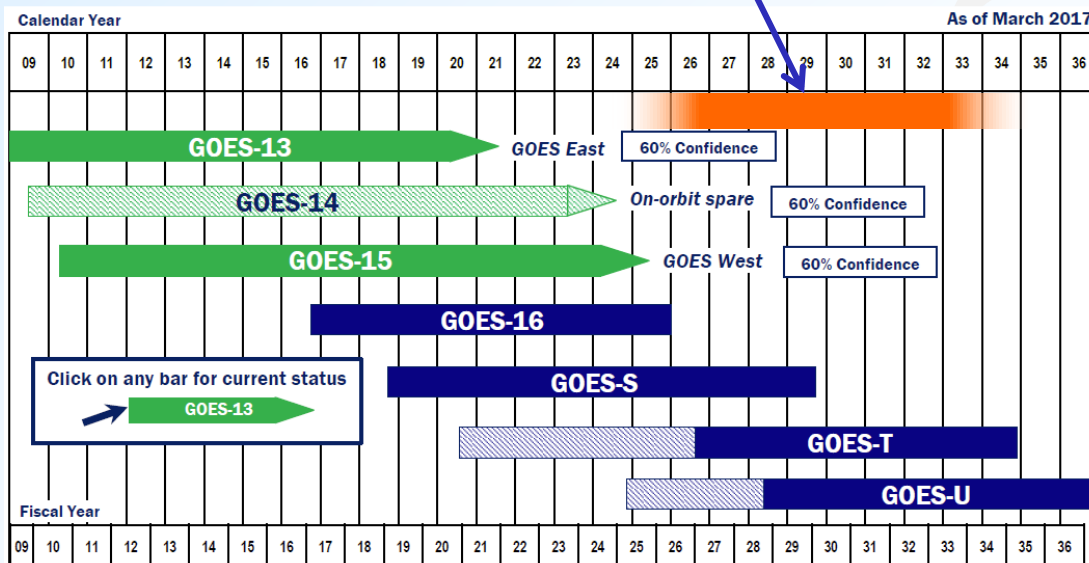 Calendar Year As of March 2017
09 10 11 12 13 14 15 16 17 18 19 20 21 22 23 24 25 26 27 28 29 30 31 32 33 34 35 36
GOES-13 GOES East 60% Confidence
GOES-14 On-orbit spare 60% Confidence
GOES-15 GOES West 60% Confidence
GOES-16
Click on any bar for current status
GOES-S
GOES-13
GOES-T
GOES-U
Fiscal Year
09 10 11 12 13 14 15 16 17 18 19 20 21 22 23 24 25 26 27 28 29 30 31 32 33 34 35 36